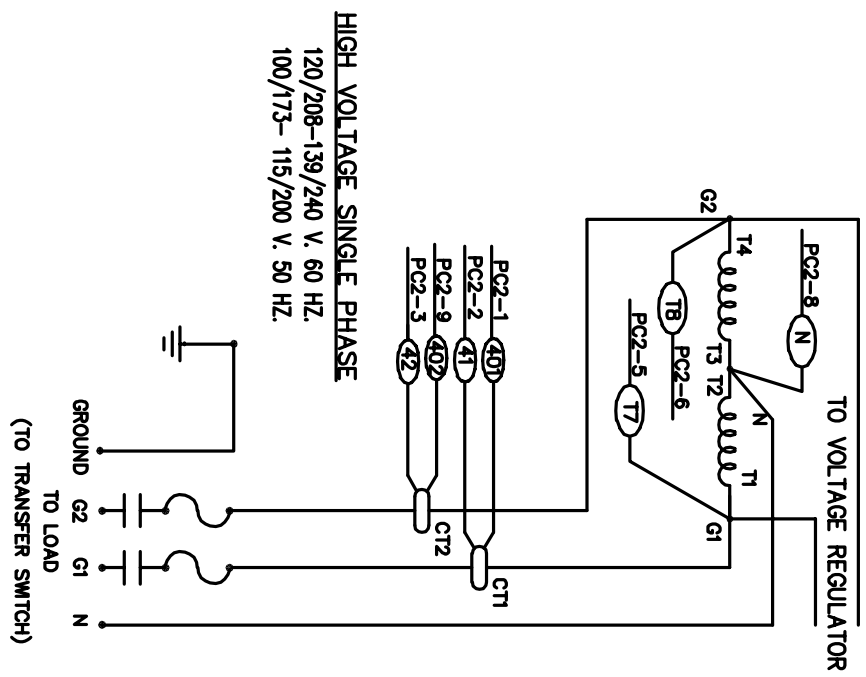 TO VOLTAGE REGULATOR
PC2-8
N
G2
T4
T3
T2
T1
G1
N
T8
PC2-6
PC2-5
T7
PC2-1
401
PC2-2
41
PC2-9
402
PC2-3
42
CT1
CT2
HIGH VOLTAGE SINGLE PHASE
120/208-139/240 V. 60 HZ.
100/173- 115/200 V. 50 HZ.
GROUND
G2
G1
N
TO LOAD
(TO TRANSFER SWITCH)